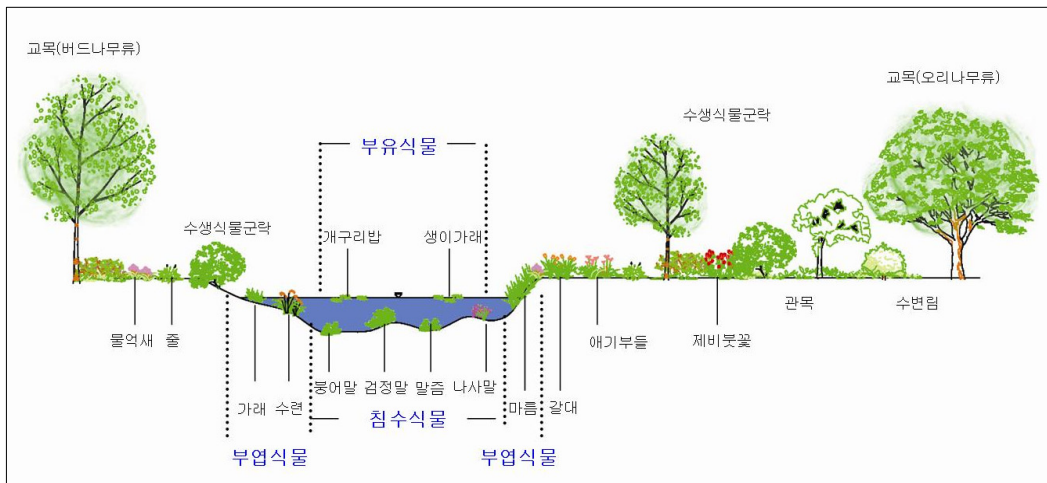 교목(버드나무류)
교목(오리나무류)
수생식물군락
부유식물
수생식물군락
개구리밥
생이가래
물억새
줄
애기부들
제비붓꽃
관목
수변림
가래
수련
붕어말
검정말
말즘
나사말
마름
갈대
침수식물
부엽식물
부엽식물